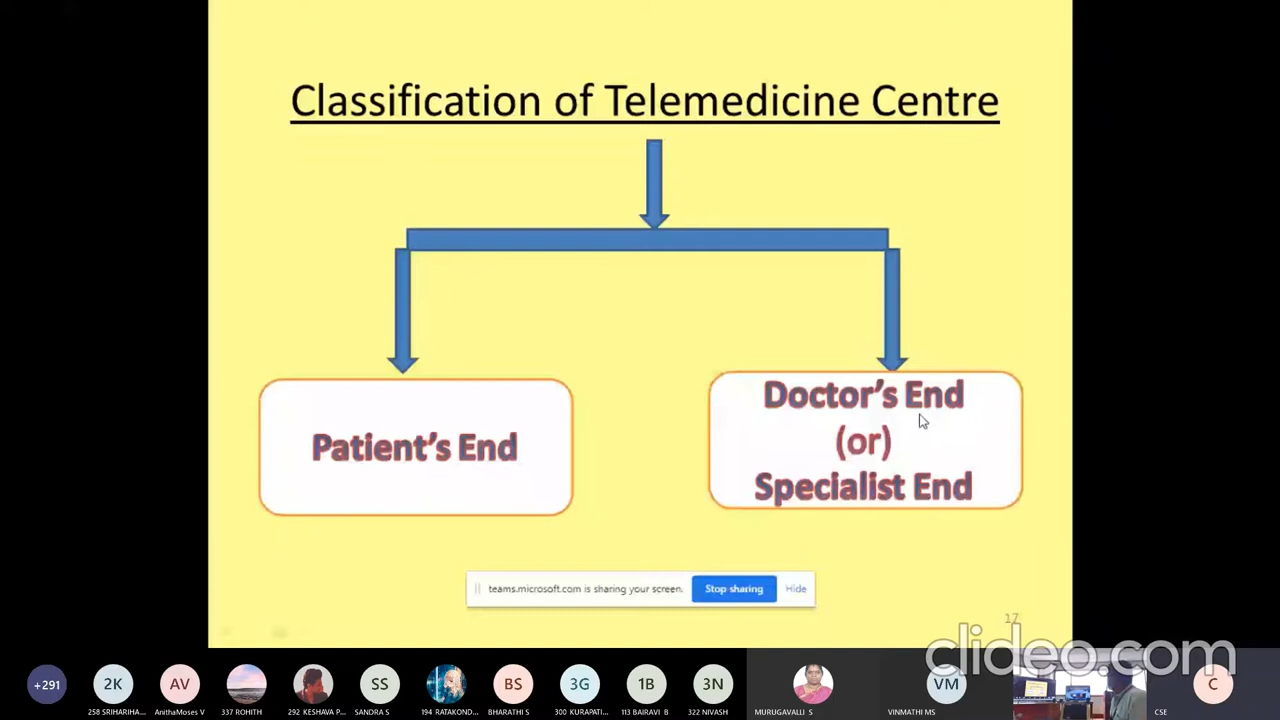 Classification of Telemedicine Centre
Patient's End
Doctor's End
(or)
Specialist End
teams.microsoft.com is sharing your screen.
Stop sharing
Hide
17
clideo.com
+291
2K
AV
SS
BS
3G
1B
3N
VM
C
258 SRIHARIHA...
AnithaMoses V
337 ROHITH
292 KESHAVA P...
SANDRA S
194 RATAKOND...
BHARATHI S
300 KURAPATI...
113 BAIRAVI B
322 NIVASH
MURUGAVALLI S
VINMATHI MS
CSE